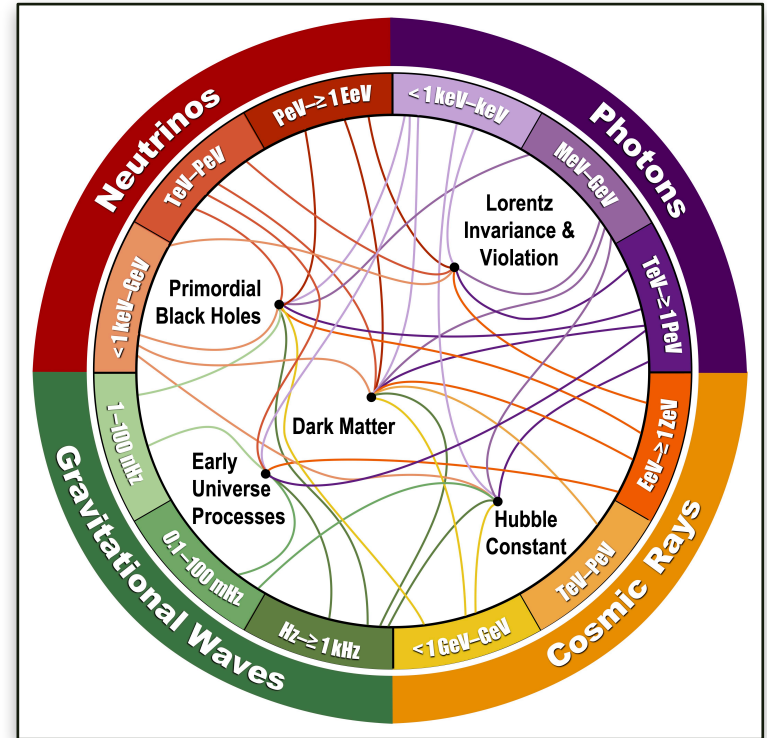 Neutrinos
Photons
Gravitational Waves
Cosmic Rays
PeV–≥ 1 EeV
TeV–PeV
< 1 keV–GeV
< 1 keV–keV
MeV–GeV
TeV–≥ 1 PeV
EeV–≥ 1 ZeV
TeV–PeV
< 1 GeV–GeV
Hz–≥ 1 kHz
0.1–100 mHz
1–100 nHz
Lorentz
Invariance &
Violation
Primordial
Black Holes
Dark Matter
Early
Universe
Processes
Hubble
Constant